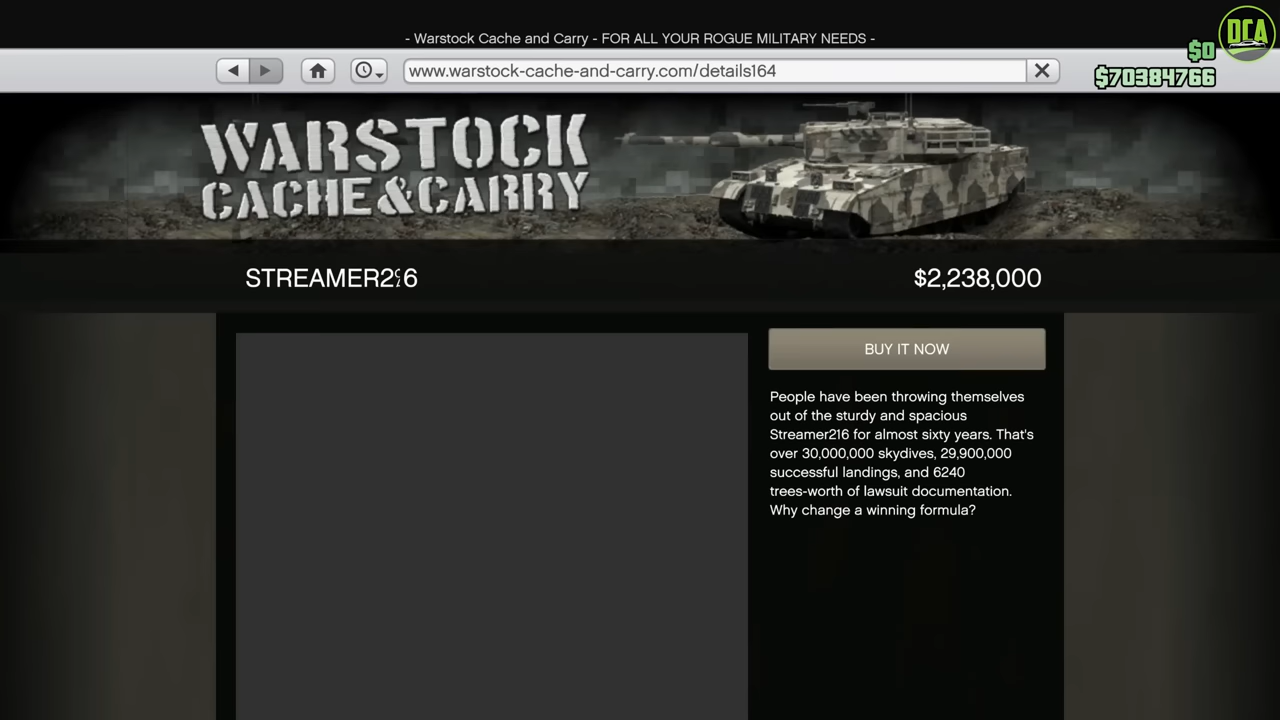 - Warstock Cache and Carry - FOR ALL YOUR ROGUE MILITARY NEEDS -
DCA
$0
www.warstock-cache-and-carry.com/details164
$70384766
WARSTOCK
CACHE&CARRY
$2,238,000
BUY IT NOW
People have been throwing themselves
out of the sturdy and spacious
Streamer216 for almost sixty years. That's
over 30,000,000 skydives, 29,900,000
successful landings, and 6240
trees-worth of lawsuit documentation.
Why change a winning formula?